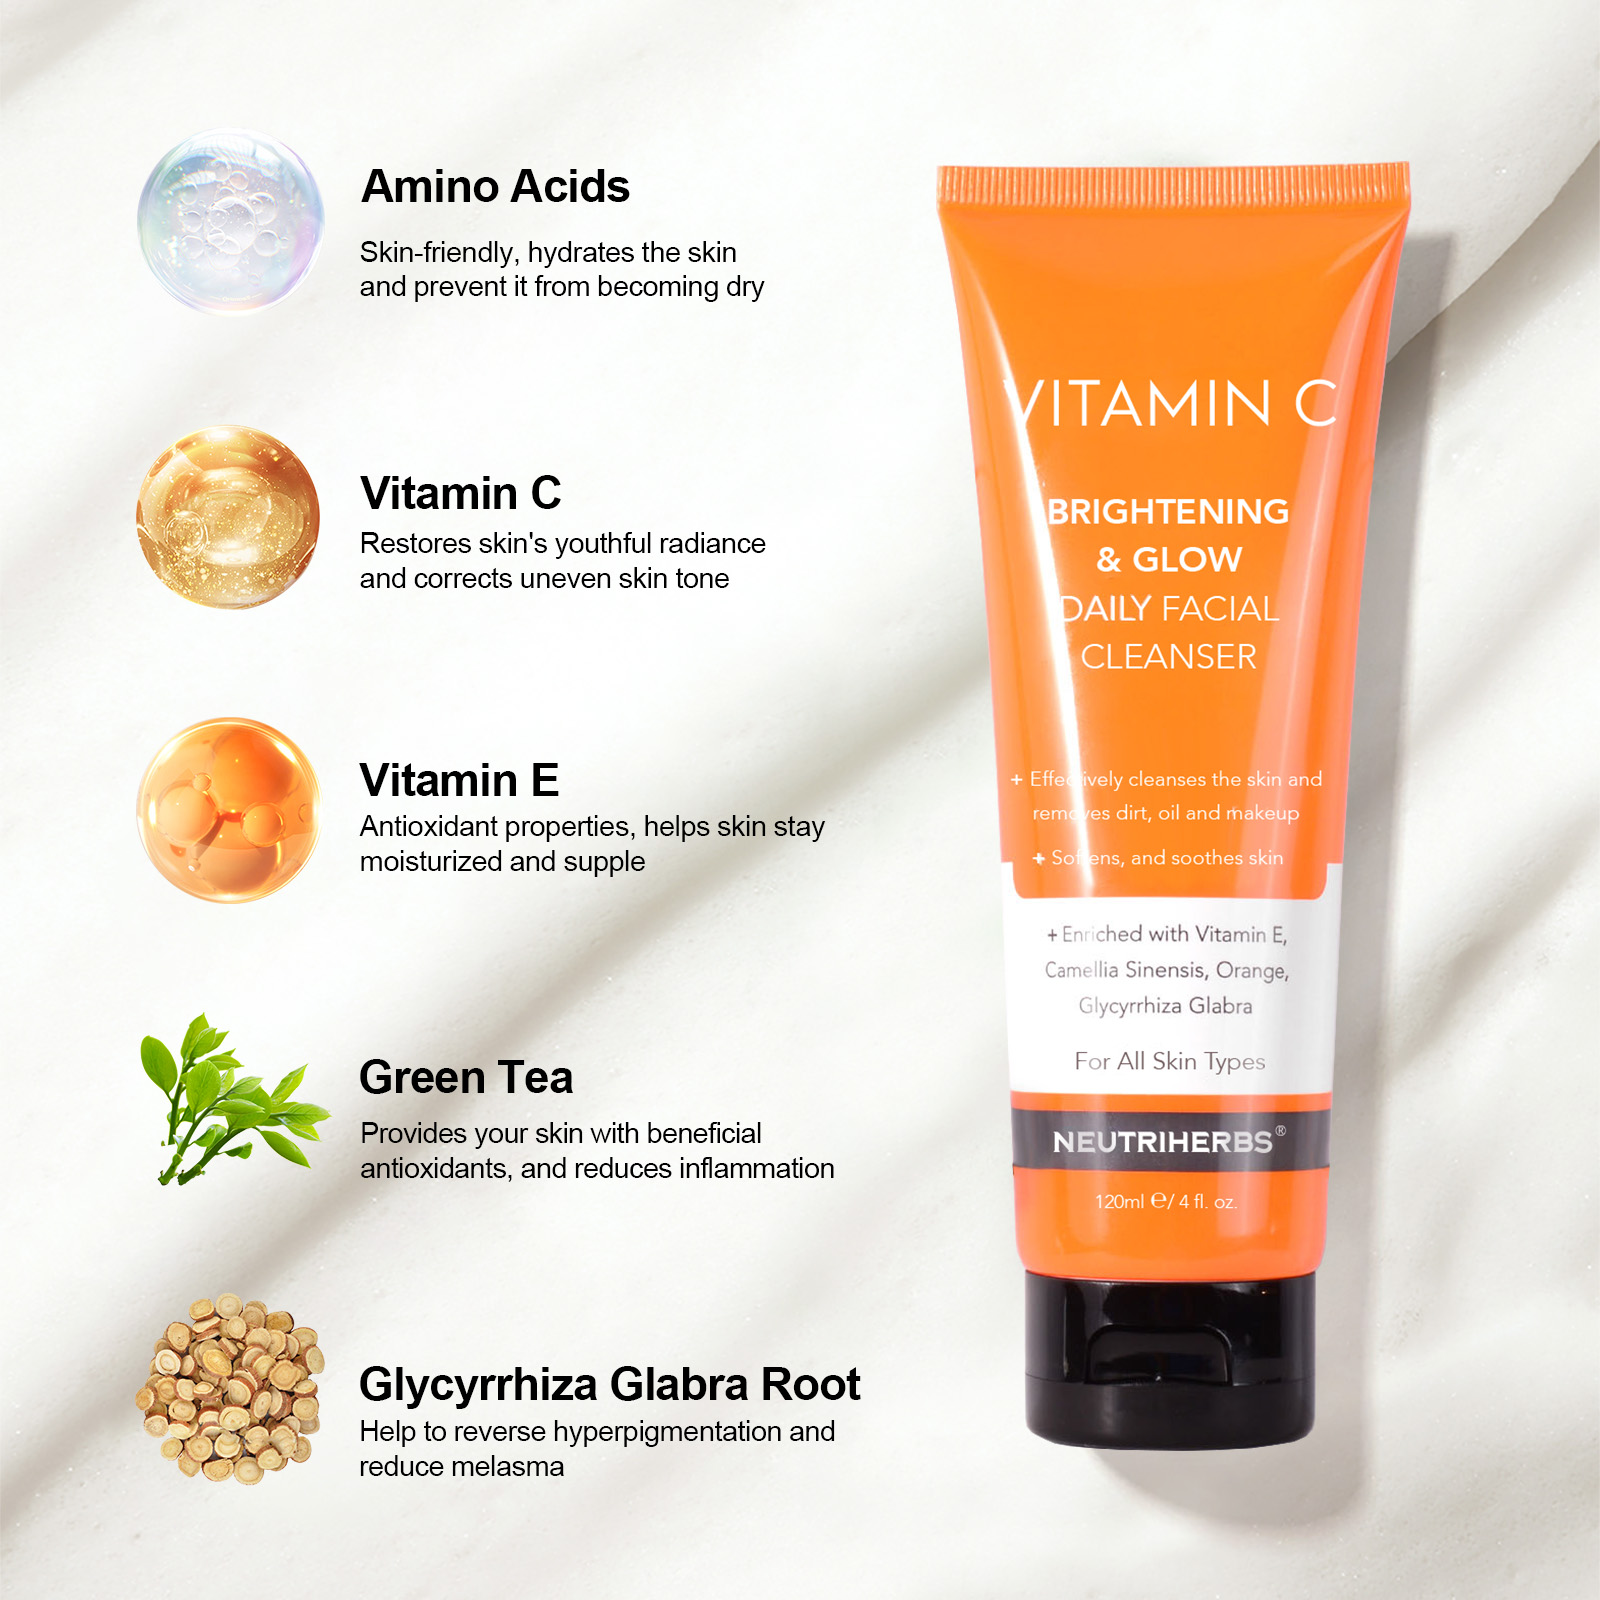 Amino Acids
Skin-friendly, hydrates the skin
and prevent it from becoming dry
Vitamin C
Restores skin's youthful radiance
and corrects uneven skin tone
Vitamin E
Antioxidant properties, helps skin stay
moisturized and supple
Green Tea
Provides your skin with beneficial
antioxidants, and reduces inflammation
Glycyrrhiza Glabra Root
Help to reverse hyperpigmentation and
reduce melasma
VITAMIN C
BRIGHTENING
& GLOW
DAILY FACIAL
CLEANSER
+ Effectively cleanses the skin and
removes dirt, oil and makeup
+ Softens, and soothes skin
+ Enriched with Vitamin E,
Camellia Sinensis, Orange,
Glycyrrhiza Glabra
For All Skin Types
NEUTRIHERBS®
120ml ℮/ 4 fl. oz.